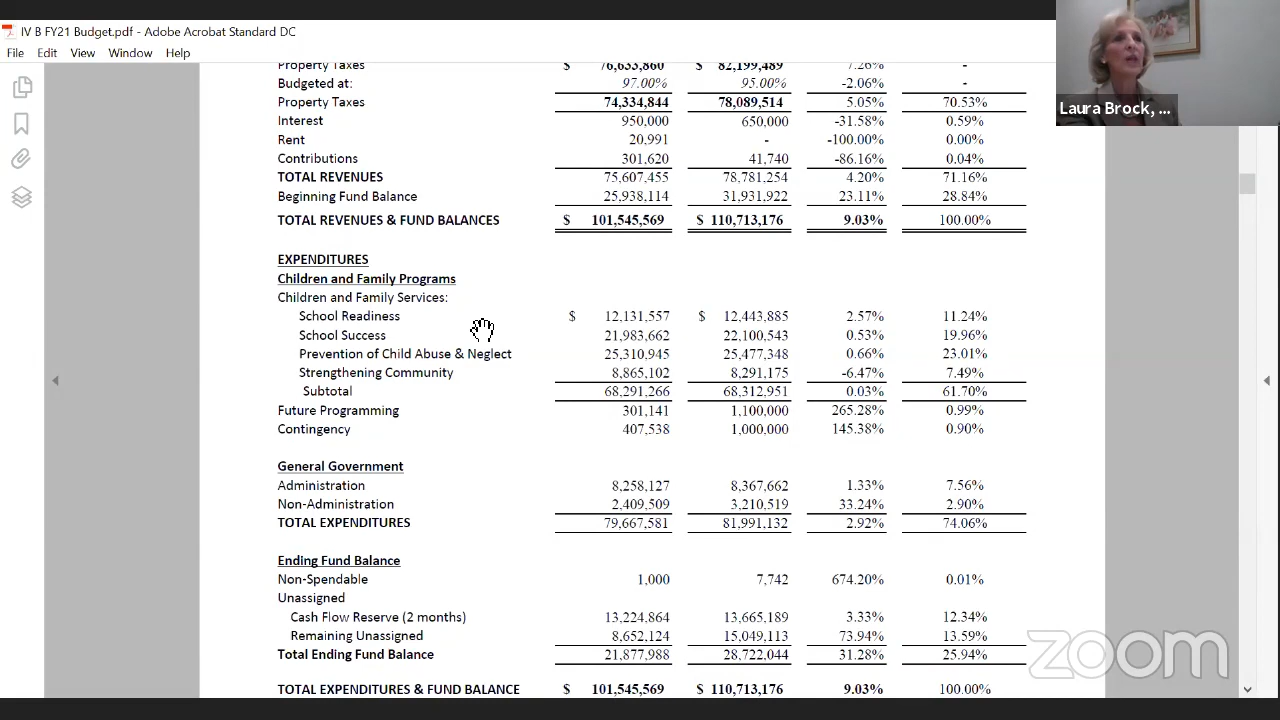 IV B FY21 Budget.pdf - Adobe Acrobat Standard DC
File Edit View Window Help
Laura Brock, ...
Property Taxes $ 76,633,860 $ 82,199,489 7.26% -
Budgeted at: 97.00% 95.00% -2.06% -
Property Taxes 74,334,844 78,089,514 5.05% 70.53%
Interest 950,000 650,000 -31.58% 0.59%
Rent 20,991 - -100.00% 0.00%
Contributions 301,620 41,740 -86.16% 0.04%
TOTAL REVENUES 75,607,455 78,781,254 4.20% 71.16%
Beginning Fund Balance 25,938,114 31,931,922 23.11% 28.84%
TOTAL REVENUES & FUND BALANCES $ 101,545,569 $ 110,713,176 9.03% 100.00%
EXPENDITURES
Children and Family Programs
Children and Family Services:
School Readiness $ 12,131,557 $ 12,443,885 2.57% 11.24%
School Success 21,983,662 22,100,543 0.53% 19.96%
Prevention of Child Abuse & Neglect 25,310,945 25,477,348 0.66% 23.01%
Strengthening Community 8,865,102 8,291,175 -6.47% 7.49%
Subtotal 68,291,266 68,312,951 0.03% 61.70%
Future Programming 301,141 1,100,000 265.28% 0.99%
Contingency 407,538 1,000,000 145.38% 0.90%
General Government
Administration 8,258,127 8,367,662 1.33% 7.56%
Non-Administration 2,409,509 3,210,519 33.24% 2.90%
TOTAL EXPENDITURES 79,667,581 81,991,132 2.92% 74.06%
Ending Fund Balance
Non-Spendable 1,000 7,742 674.20% 0.01%
Unassigned
Cash Flow Reserve (2 months) 13,224,864 13,665,189 3.33% 12.34%
Remaining Unassigned 8,652,124 15,049,113 73.94% 13.59%
Total Ending Fund Balance 21,877,988 28,722,044 31.28% 25.94%
TOTAL EXPENDITURES & FUND BALANCE $ 101,545,569 $ 110,713,176 9.03% 100.00%
zoom